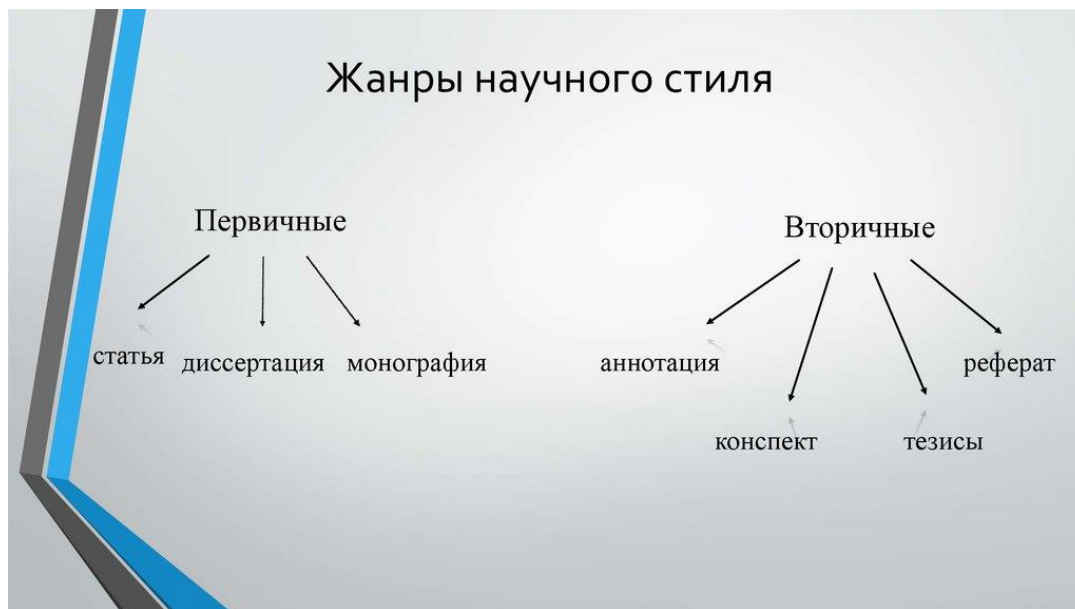 Жанры научного стиля
Первичные
статья
диссертация
монография
Вторичные
аннотация
реферат
конспект
тезисы